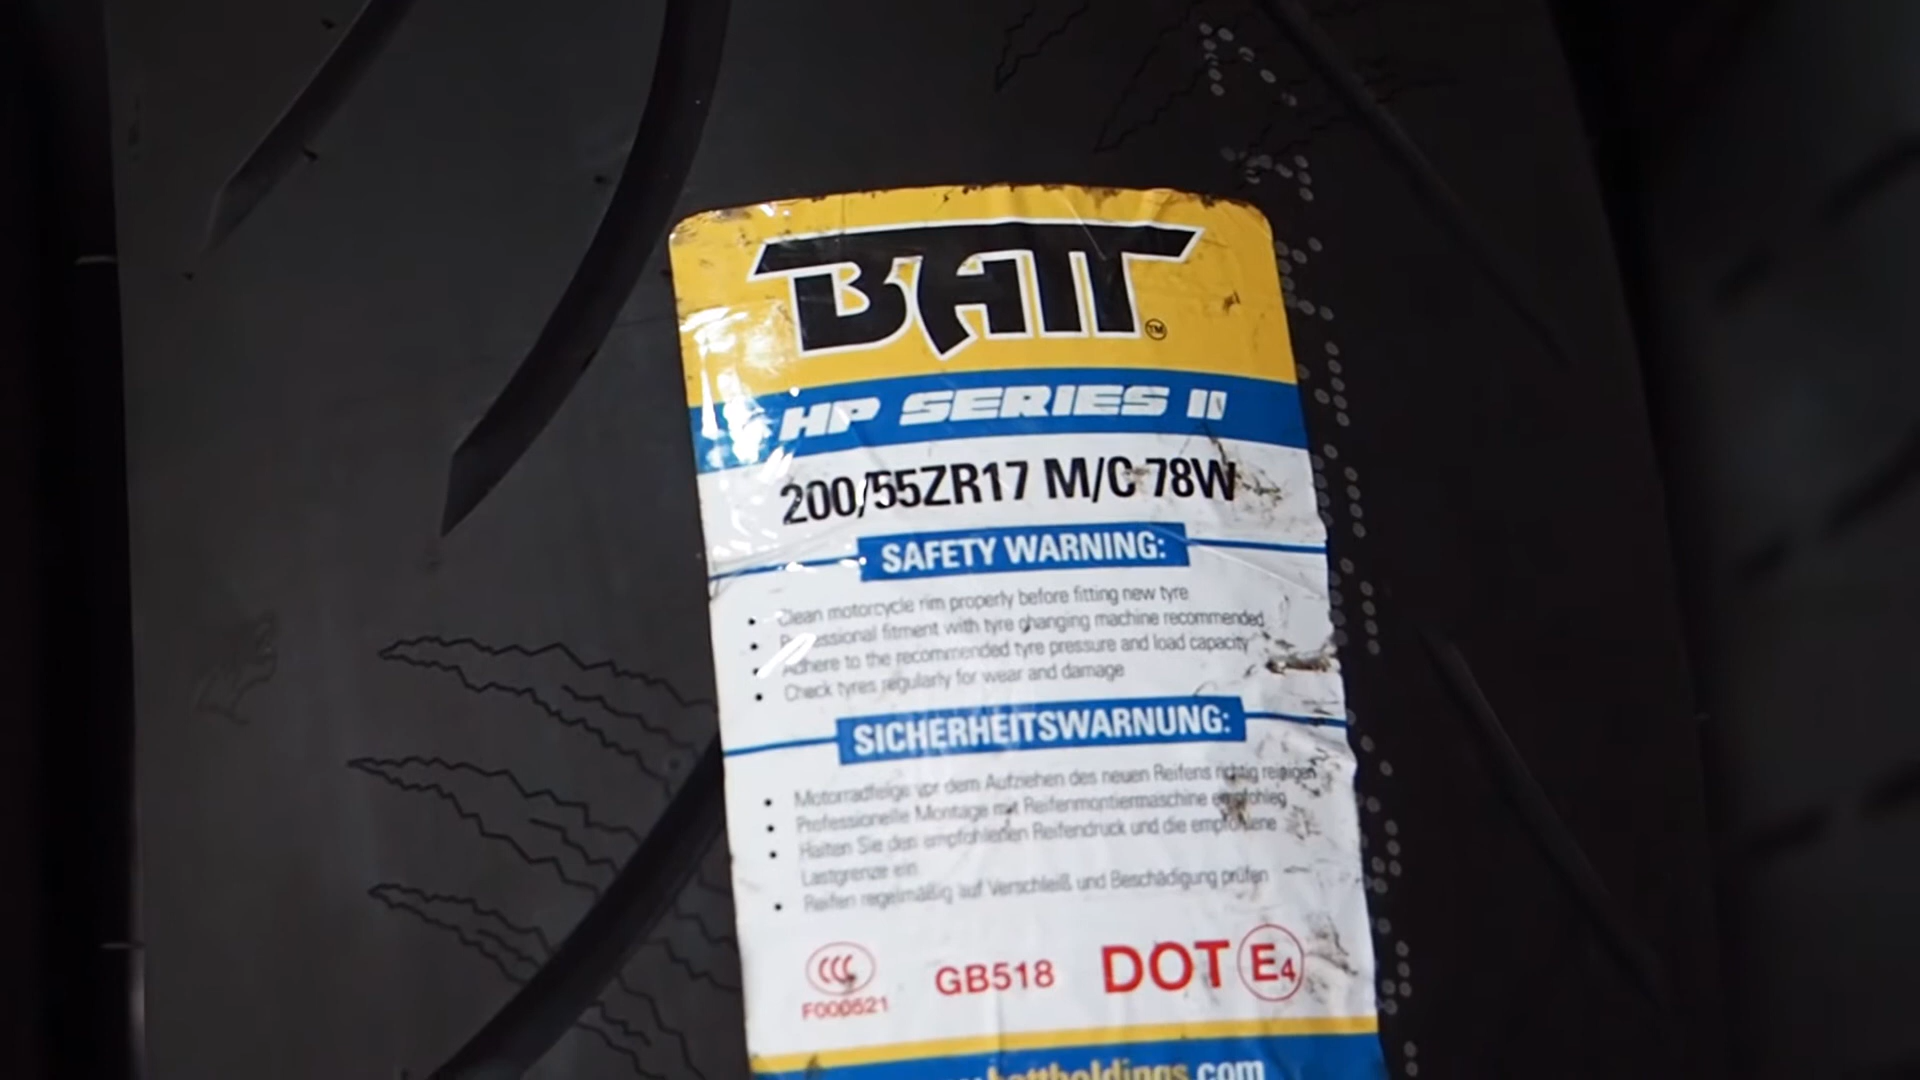 BATT
TM
HP SERIES II
200/55ZR17 M/C 78W
SAFETY WARNING:
• Clean motorcycle rim properly before fitting new tyre
• Professional fitment with tyre changing machine recommended
• Adhere to the recommended tyre pressure and load capacity
• Check tyres regularly for wear and damage
SICHERHEITSWARNUNG:
• Motorradfelge vor dem Aufziehen des neuen Reifens richtig reinigen
• Professionelle Montage mit Reifenmontiermaschine
• Halten Sie den empfohlenen Reifendruck und die empfohlene
Lastgrenze ein
• Reifen regelmäßig auf Verschleiß und Beschädigung prüfen
CCC
F000521
GB518
DOT
E4
battholdings.com